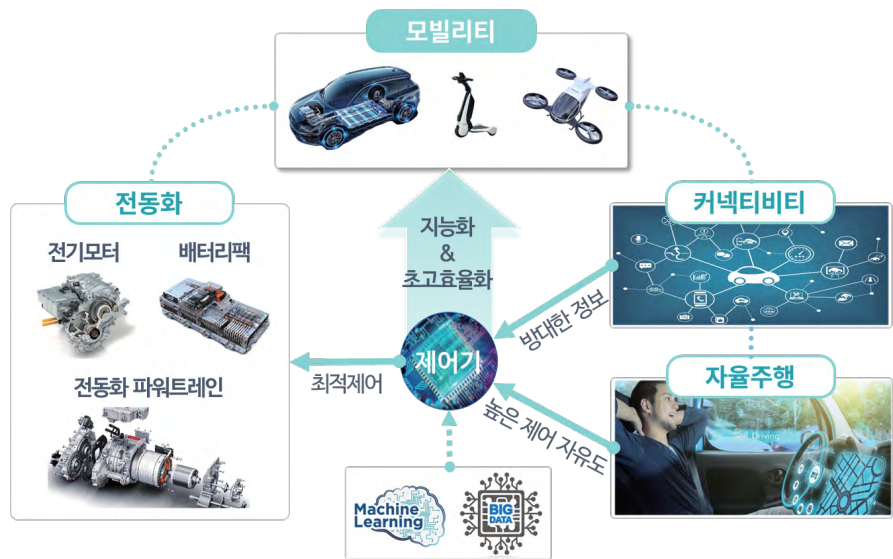 모빌리티
전동화
전기모터
배터리팩
전동화 파워트레인
지능화
&
초고효율화
제어기
최적제어
방대한 정보
높은 제어 자유도
커넥티비티
자율주행
Machine
Learning
BIG
DATA